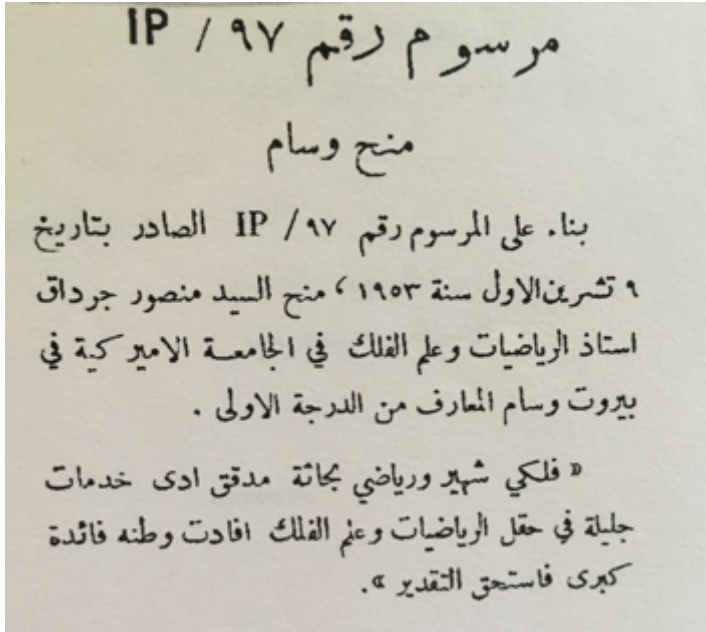 مرسوم رقم ٩٧ / IP
منح وسام
بناء على المرسوم رقم ٩٧ / IP الصادر بتاريخ
٩ تشرين الاول سنة ١٩٥٣ ، منح السيد منصور جرداق
استاذ الرياضيات وعلم الفلك في الجامعة الاميركية في
بيروت وسام المعارف من الدرجة الاولى .
« فلكي شهير ورياضي بحاثة مدقق ادى خدمات
جليلة في حقل الرياضيات وعلم الفلك افادت وطنه فائدة
كبرى فاستحق التقدير ».